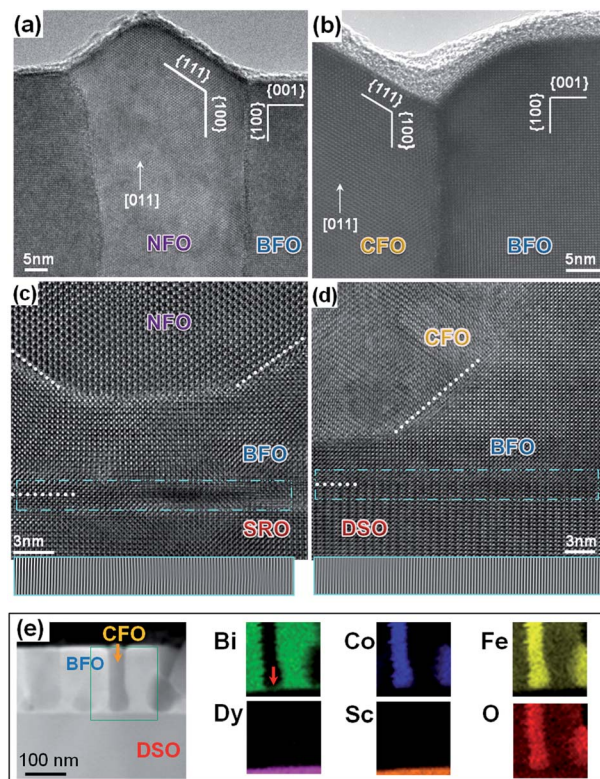 (a)
{111}
{100}
{001}
{100}
[011]
NFO
BFO
5nm
(b)
{111}
{100}
{001}
{100}
[011]
CFO
BFO
5nm
(c)
NFO
BFO
SRO
3nm
(d)
CFO
BFO
DSO
3nm
(e)
CFO
BFO
DSO
100 nm
Bi
Co
Fe
Dy
Sc
O